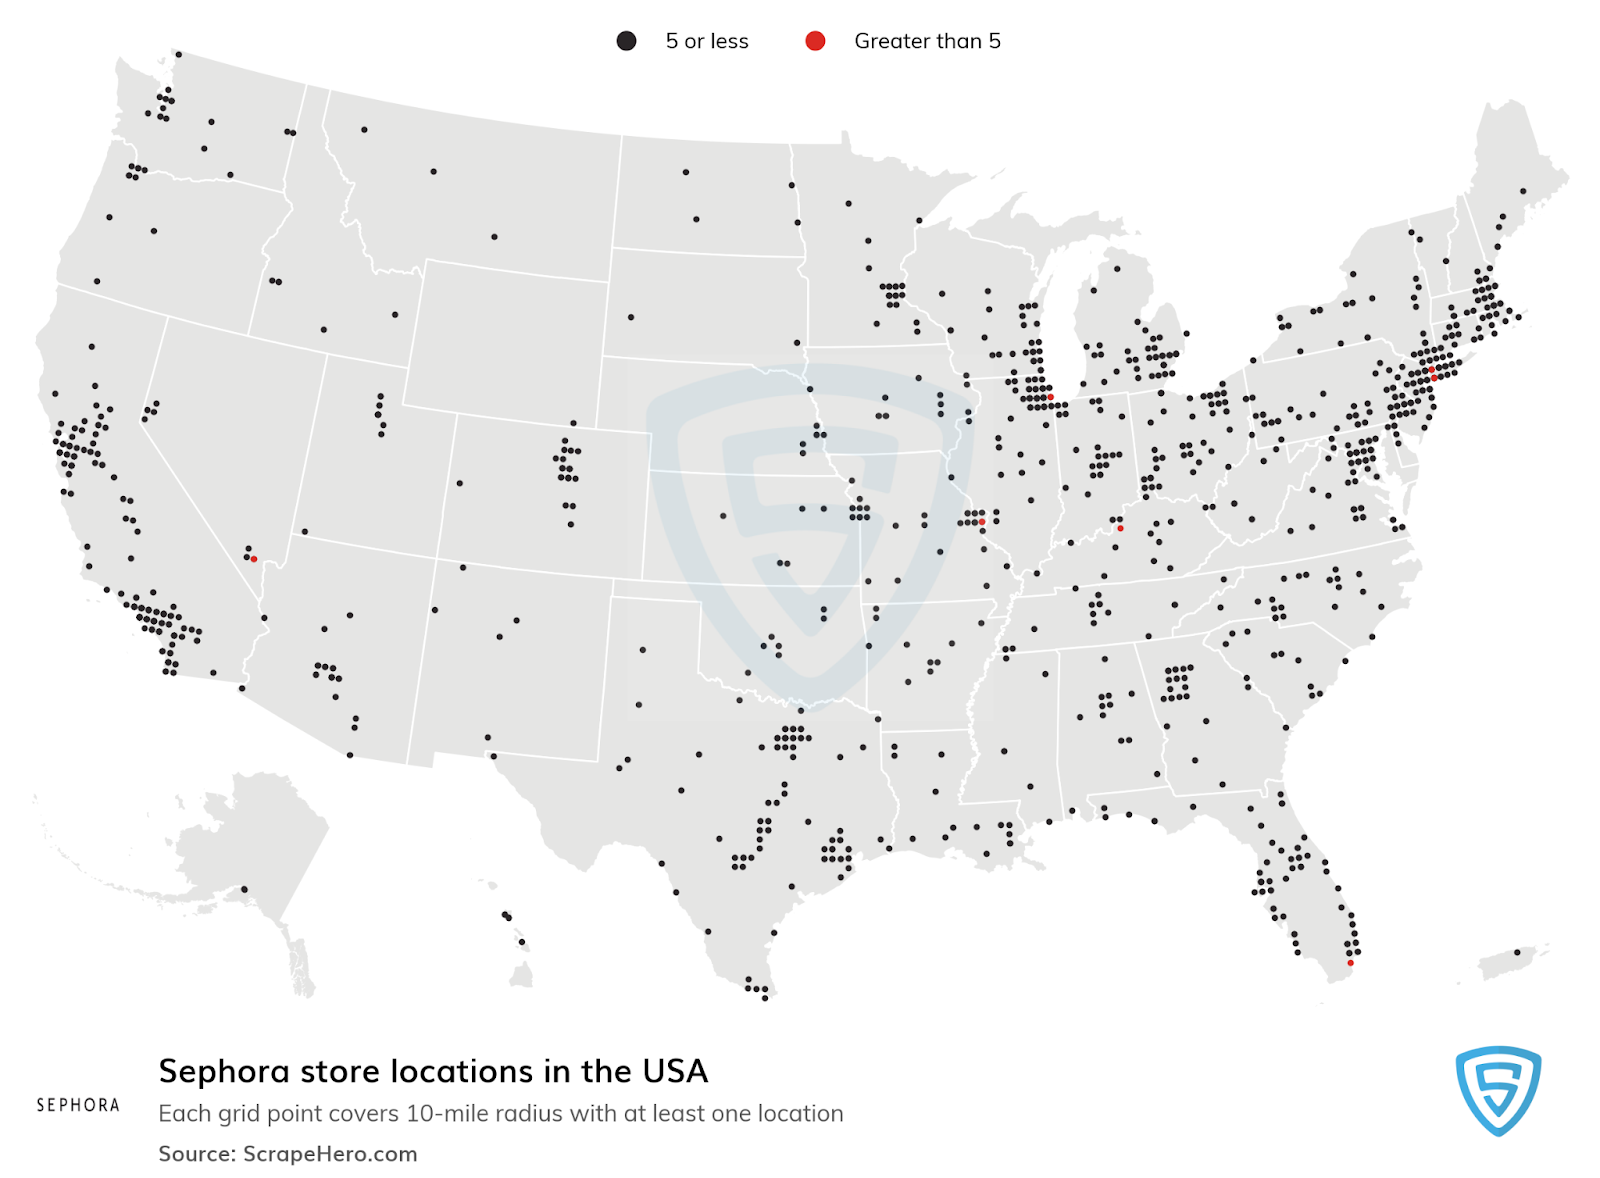 5 or less
Greater than 5
Sephora store locations in the USA
SEPHORA
Each grid point covers 10-mile radius with at least one location
Source: ScrapeHero.com